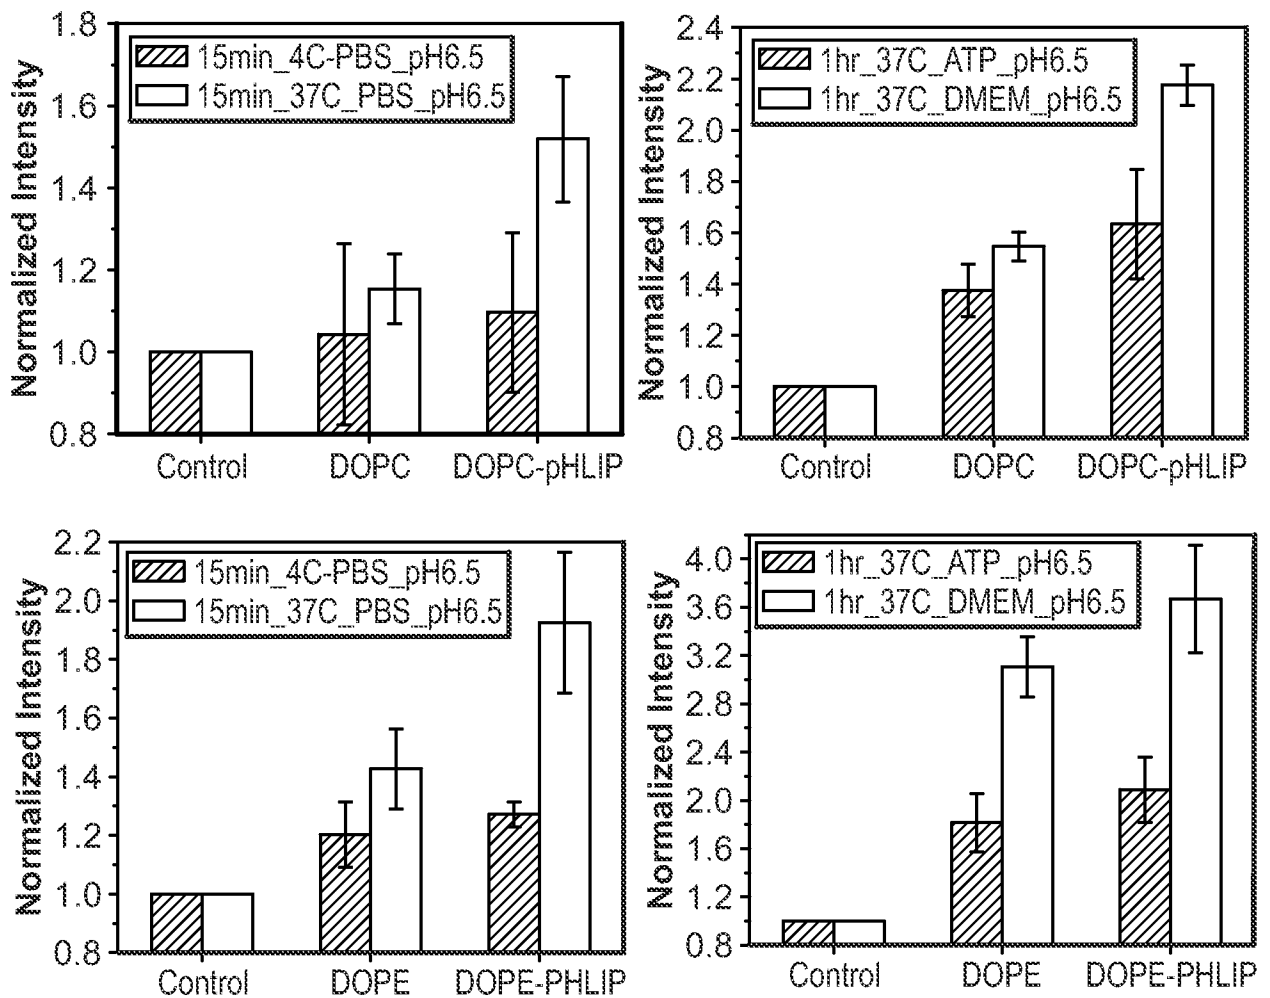 1.8
1.6
1.4
1.2
1.0
0.8
Normalized Intensity
15min_4C-PBS_pH6.5
15min_37C_PBS_pH6.5
Control DOPC DOPC-pHLIP
2.4
2.2
2.0
1.8
1.6
1.4
1.2
1.0
0.8
Normalized Intensity
1hr_37C_ATP_pH6.5
1hr_37C_DMEM_pH6.5
Control DOPC DOPC-pHLIP
2.2
2.0
1.8
1.6
1.4
1.2
1.0
0.8
Normalized Intensity
15min_4C-PBS_pH6.5
15min_37C_PBS_pH6.5
Control DOPE DOPE-PHLIP
4.0
3.6
3.2
2.8
2.4
2.0
1.6
1.2
0.8
Normalized Intensity
1hr_37C_ATP_pH6.5
1hr_37C_DMEM_pH6.5
Control DOPE DOPE-PHLIP